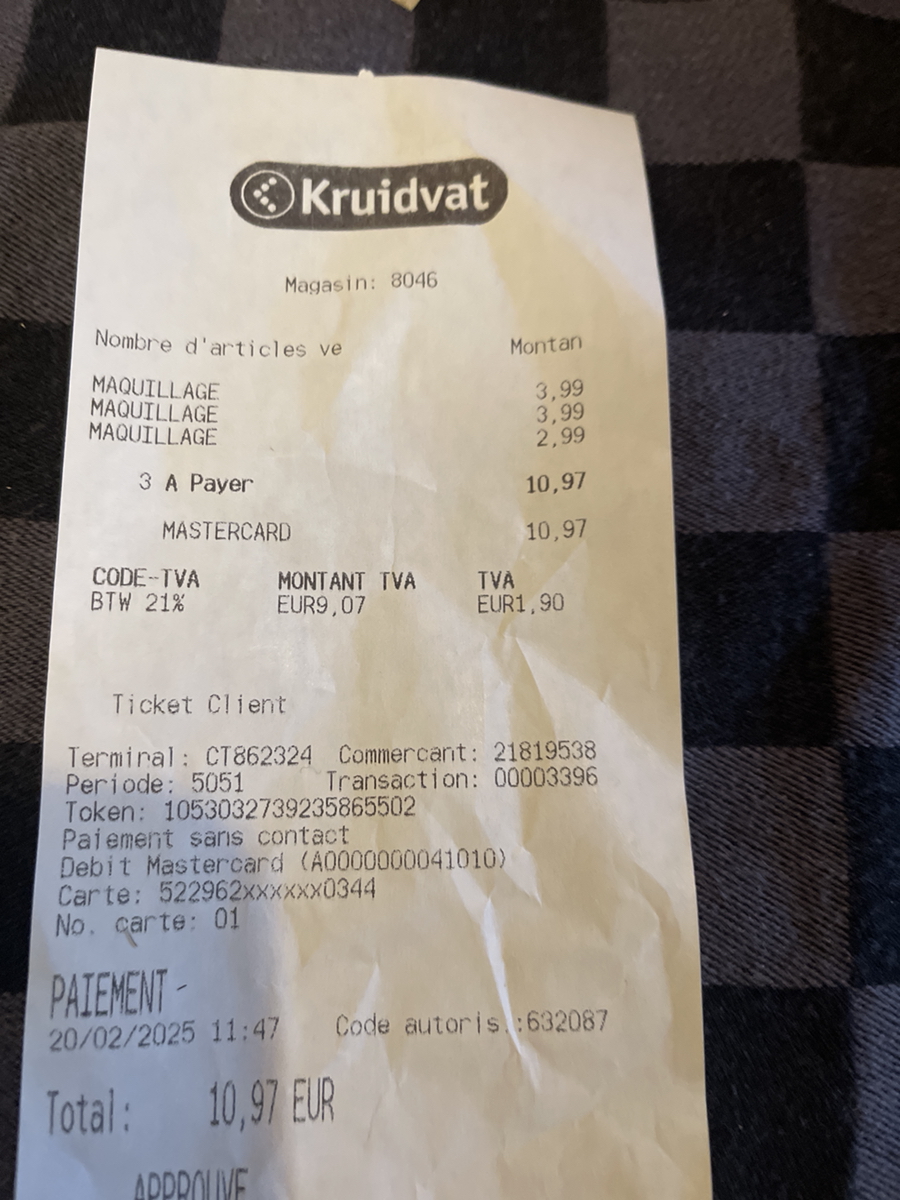 Kruidvat
Magasin: 8046
Nombre d'articles ve Montan
MAQUILLAGE 3,99
MAQUILLAGE 3,99
MAQUILLAGE 2,99
3 A Payer 10,97
MASTERCARD 10,97
CODE-TVA MONTANT TVA TVA
BTW 21% EUR9,07 EUR1,90
Ticket Client
Terminal: CT862324 Commercant: 21819538
Periode: 5051 Transaction: 00003396
Token: 1053032739235865502
Paiement sans contact
Debit Mastercard (A0000000041010)
Carte: 522962xxxxxx0344
No. carte: 01
PAIEMENT -
20/02/2025 11:47 Code autoris.:632087
Total: 10,97 EUR
APPROUVE